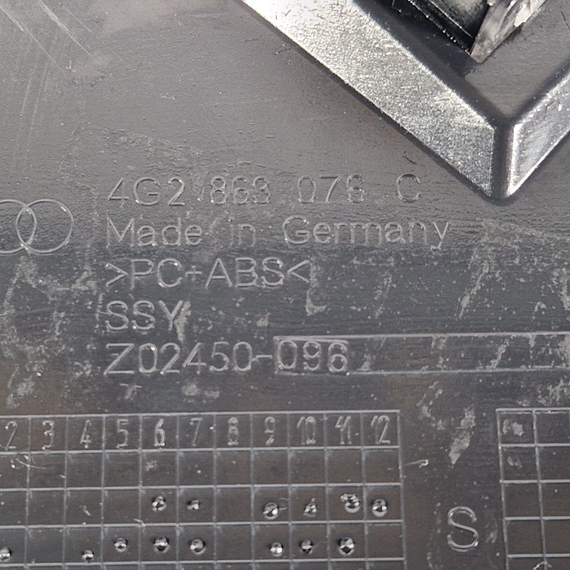 4G2 863 076 C
Made in Germany
>PC+ABS<
SSY
Z02450-096
2 3 4 5 6 7 8 9 10 11 12
S